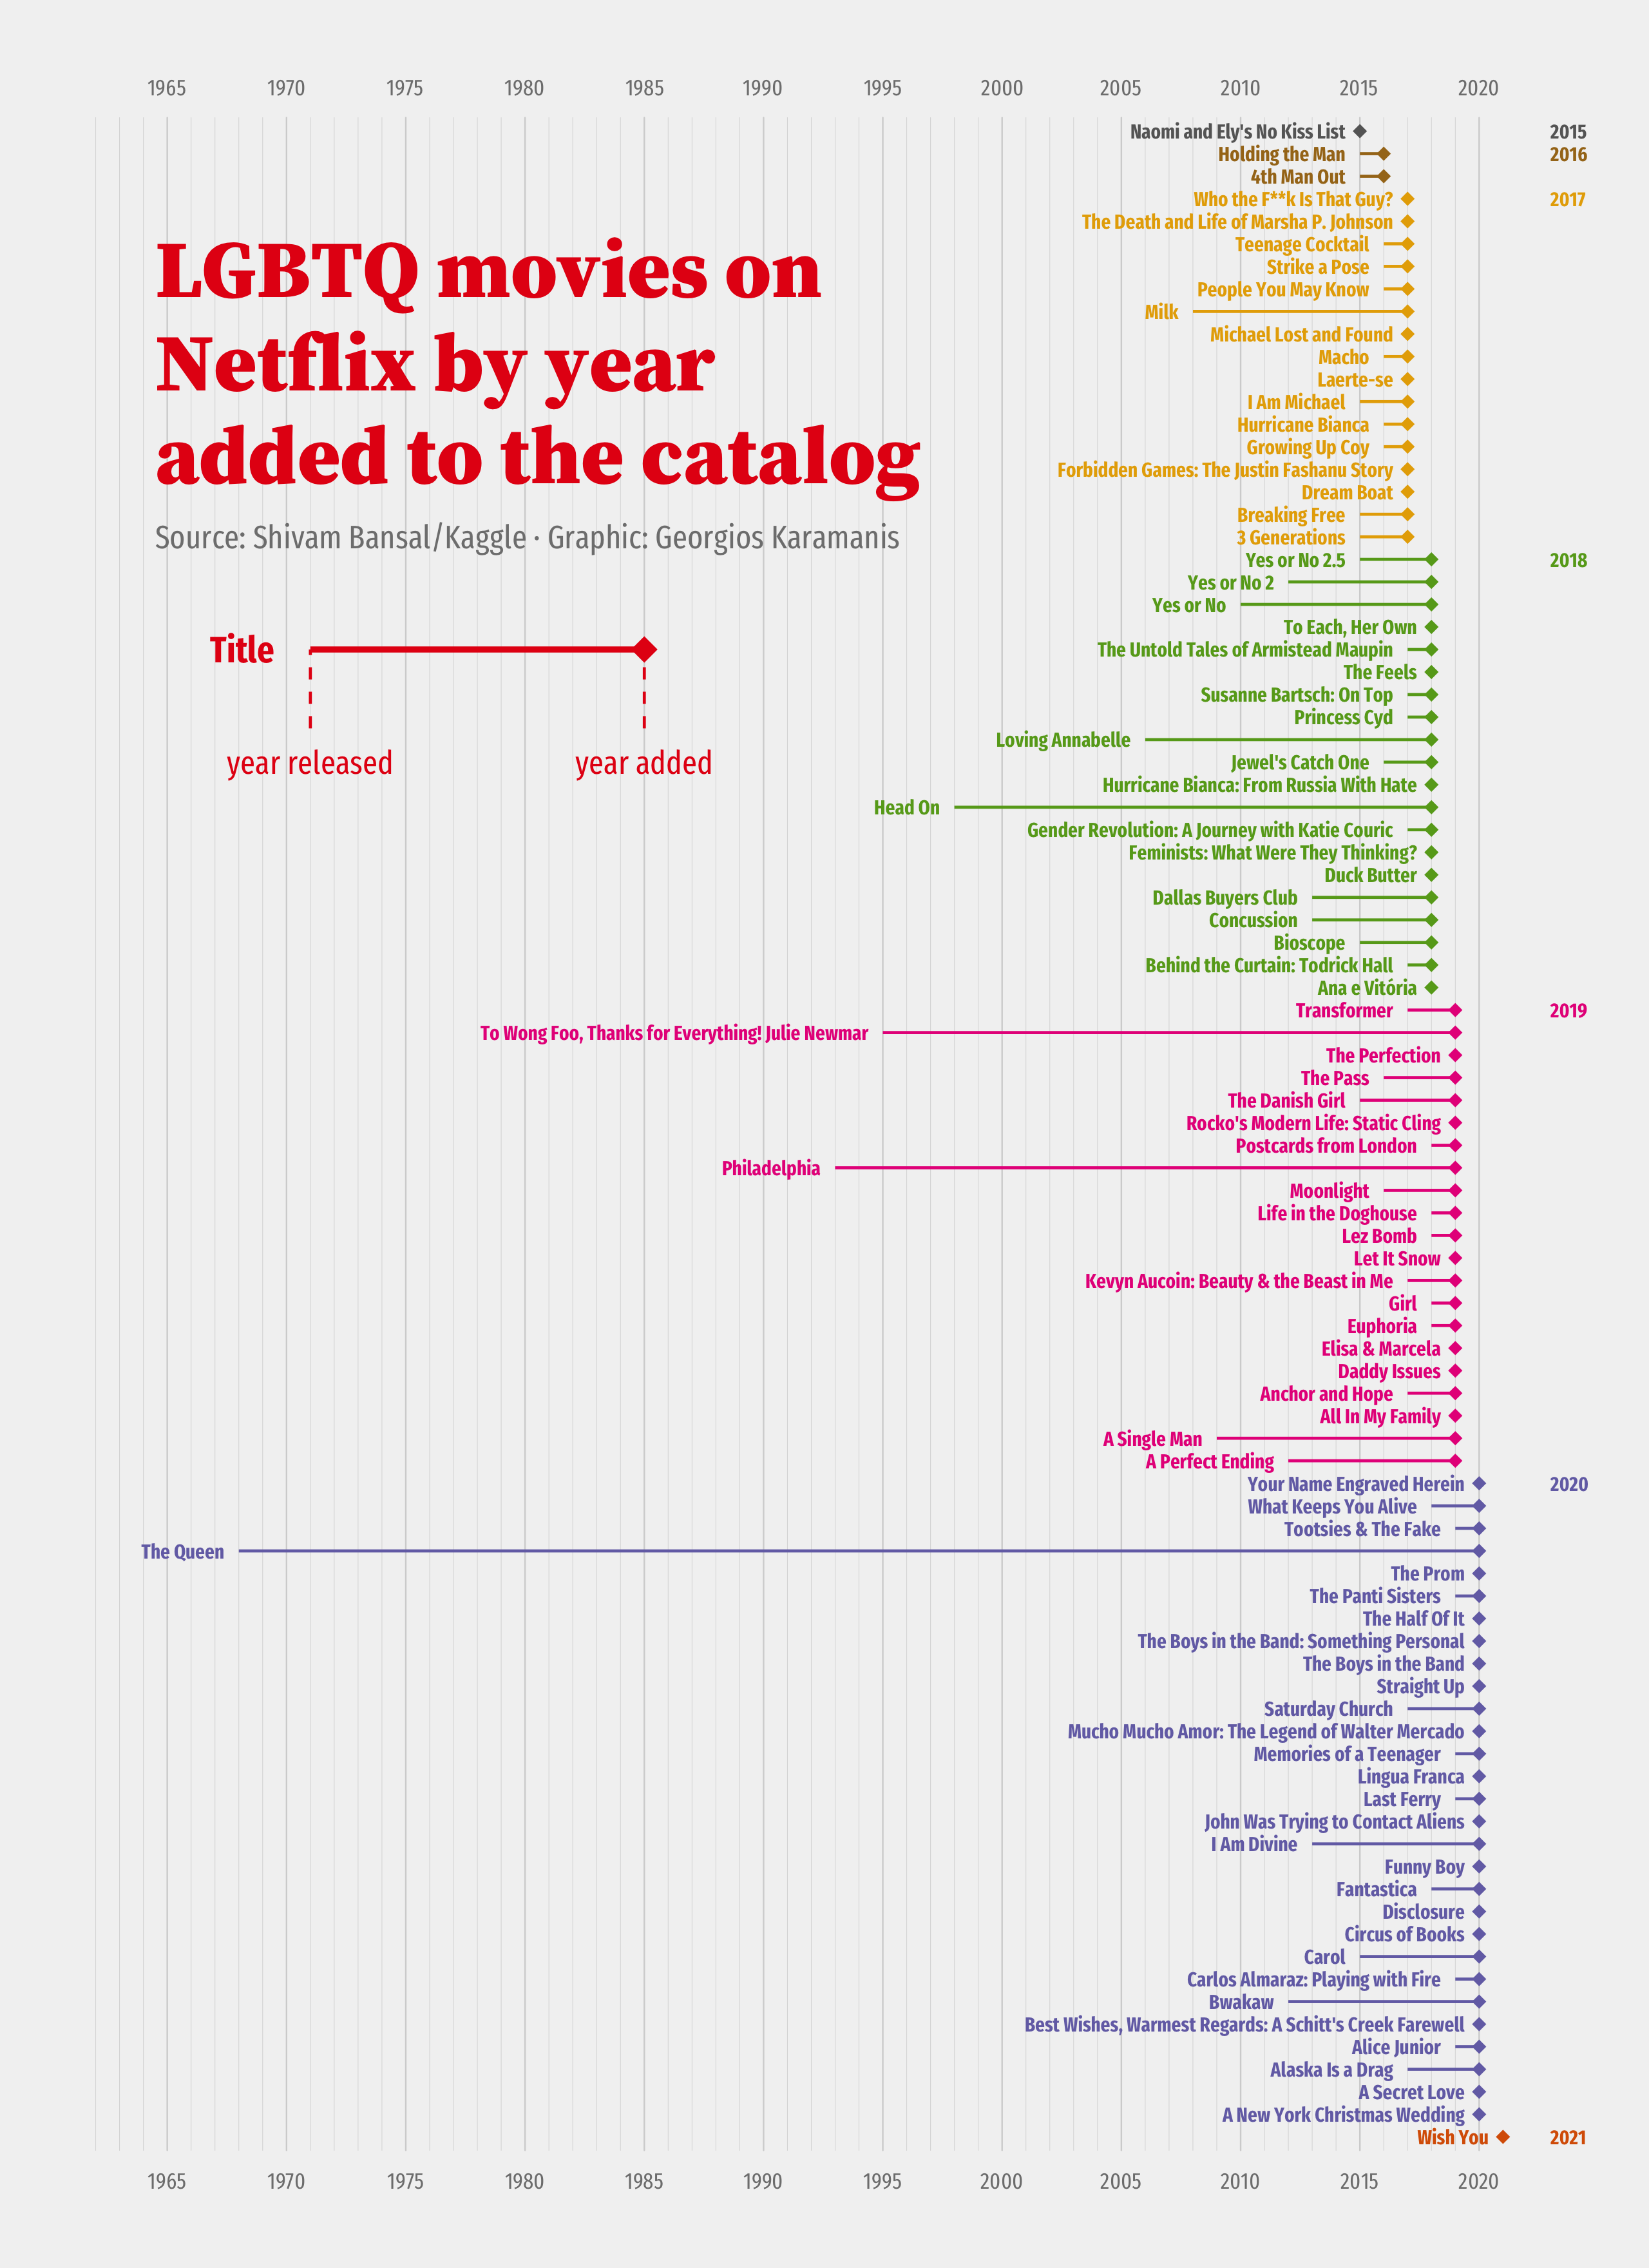 1965 1970 1975 1980 1985 1990 1995 2000 2005 2010 2015 2020
LGBTQ movies on
Netflix by year
added to the catalog
Source: Shivam Bansal/Kaggle · Graphic: Georgios Karamanis
Title
year released year added
Naomi and Ely's No Kiss List 2015
Holding the Man 2016
4th Man Out
Who the F**k Is That Guy? 2017
The Death and Life of Marsha P. Johnson
Teenage Cocktail
Strike a Pose
People You May Know
Milk
Michael Lost and Found
Macho
Laerte-se
I Am Michael
Hurricane Bianca
Growing Up Coy
Forbidden Games: The Justin Fashanu Story
Dream Boat
Breaking Free
3 Generations
Yes or No 2.5 2018
Yes or No 2
Yes or No
To Each, Her Own
The Untold Tales of Armistead Maupin
The Feels
Susanne Bartsch: On Top
Princess Cyd
Loving Annabelle
Jewel's Catch One
Hurricane Bianca: From Russia With Hate
Head On
Gender Revolution: A Journey with Katie Couric
Feminists: What Were They Thinking?
Duck Butter
Dallas Buyers Club
Concussion
Bioscope
Behind the Curtain: Todrick Hall
Ana e Vitória
Transformer 2019
To Wong Foo, Thanks for Everything! Julie Newmar
The Perfection
The Pass
The Danish Girl
Rocko's Modern Life: Static Cling
Postcards from London
Philadelphia
Moonlight
Life in the Doghouse
Lez Bomb
Let It Snow
Kevyn Aucoin: Beauty & the Beast in Me
Girl
Euphoria
Elisa & Marcela
Daddy Issues
Anchor and Hope
All In My Family
A Single Man
A Perfect Ending
Your Name Engraved Herein 2020
What Keeps You Alive
Tootsies & The Fake
The Queen
The Prom
The Panti Sisters
The Half Of It
The Boys in the Band: Something Personal
The Boys in the Band
Straight Up
Saturday Church
Mucho Mucho Amor: The Legend of Walter Mercado
Memories of a Teenager
Lingua Franca
Last Ferry
John Was Trying to Contact Aliens
I Am Divine
Funny Boy
Fantastica
Disclosure
Circus of Books
Carol
Carlos Almaraz: Playing with Fire
Bwakaw
Best Wishes, Warmest Regards: A Schitt's Creek Farewell
Alice Junior
Alaska Is a Drag
A Secret Love
A New York Christmas Wedding
Wish You 2021
1965 1970 1975 1980 1985 1990 1995 2000 2005 2010 2015 2020